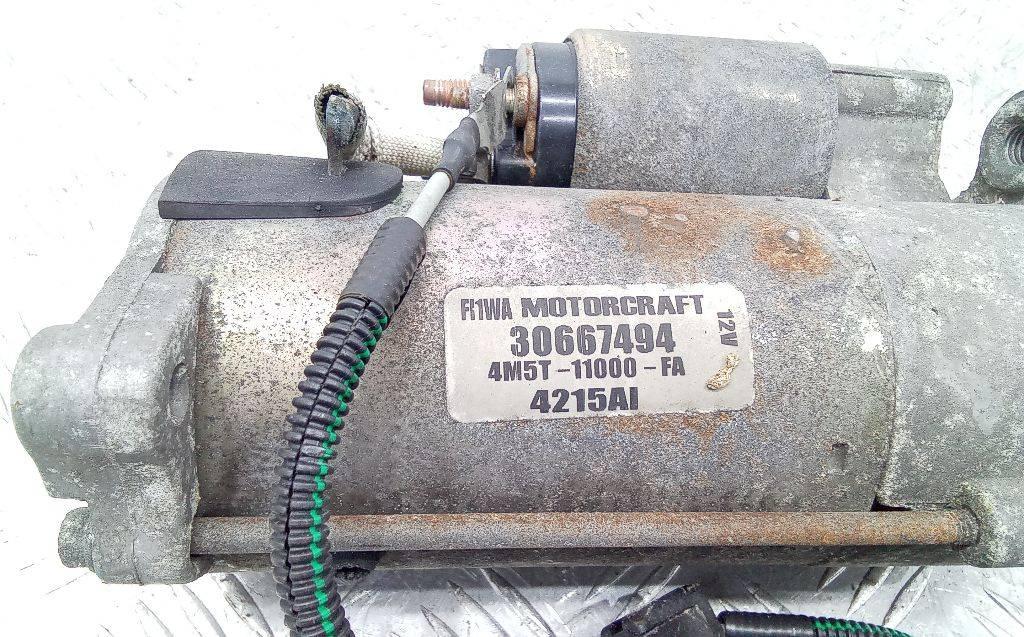 FI1WA MOTORCRAFT
30667494
4M5T-11000-FA
4215AI
12V